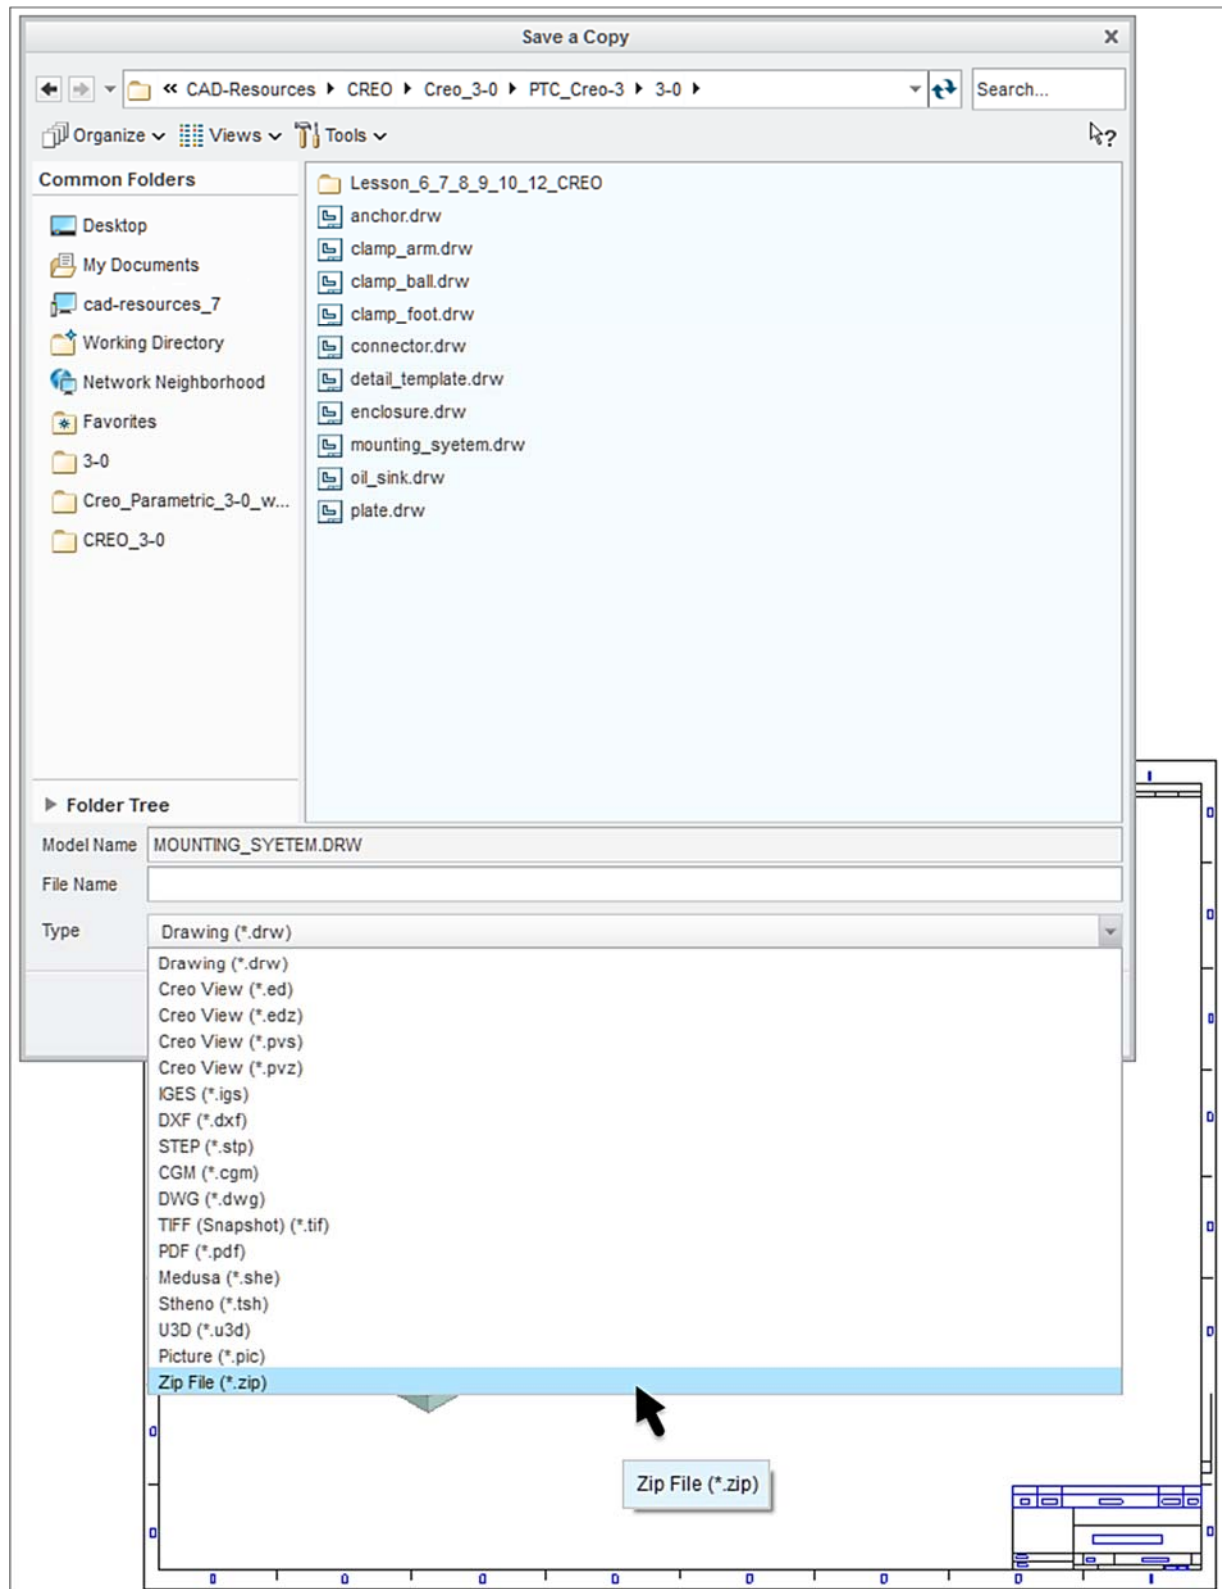 Save a Copy
« CAD-Resources CREO Creo_3-0 PTC_Creo-3 3-0
Search...
Organize Views Tools
Common Folders
Desktop
My Documents
cad-resources_7
Working Directory
Network Neighborhood
Favorites
3-0
Creo_Parametric_3-0_w...
CREO_3-0
Folder Tree
Lesson_6_7_8_9_10_12_CREO
anchor.drw
clamp_arm.drw
clamp_ball.drw
clamp_foot.drw
connector.drw
detail_template.drw
enclosure.drw
mounting_syetem.drw
oil_sink.drw
plate.drw
Model Name MOUNTING_SYETEM.DRW
File Name
Type Drawing (*.drw)
Drawing (*.drw)
Creo View (*.ed)
Creo View (*.edz)
Creo View (*.pvs)
Creo View (*.pvz)
IGES (*.igs)
DXF (*.dxf)
STEP (*.stp)
CGM (*.cgm)
DWG (*.dwg)
TIFF (Snapshot) (*.tif)
PDF (*.pdf)
Medusa (*.she)
Stheno (*.tsh)
U3D (*.u3d)
Picture (*.pic)
Zip File (*.zip)
Zip File (*.zip)